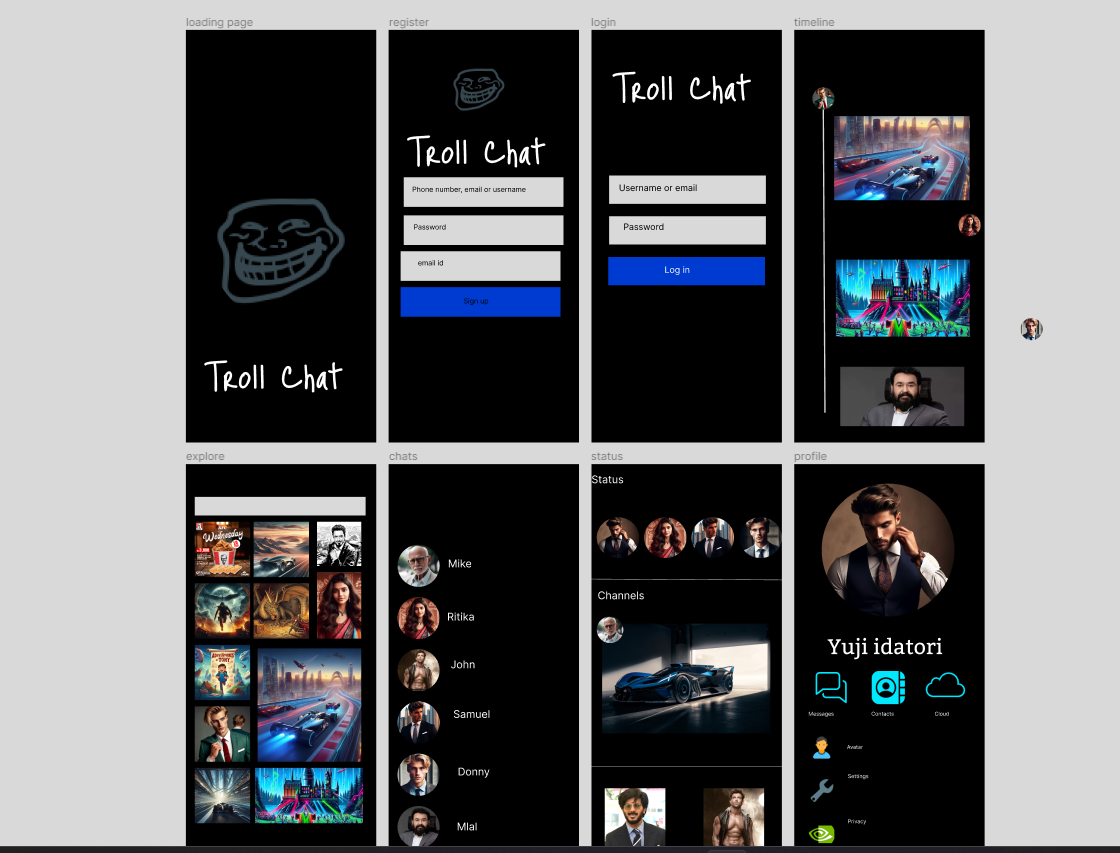 loading page
register
login
timeline
Troll Chat
Troll Chat
Phone number, email or username
Password
email id
Sign up
Troll Chat
Username or email
Password
Log in
explore
chats
status
profile
Wednesday
Mike
Ritika
John
Samuel
Donny
Mlal
Status
Channels
Yuji idatori
Messages
Contacts
Cloud
Avatar
Settings
Privacy